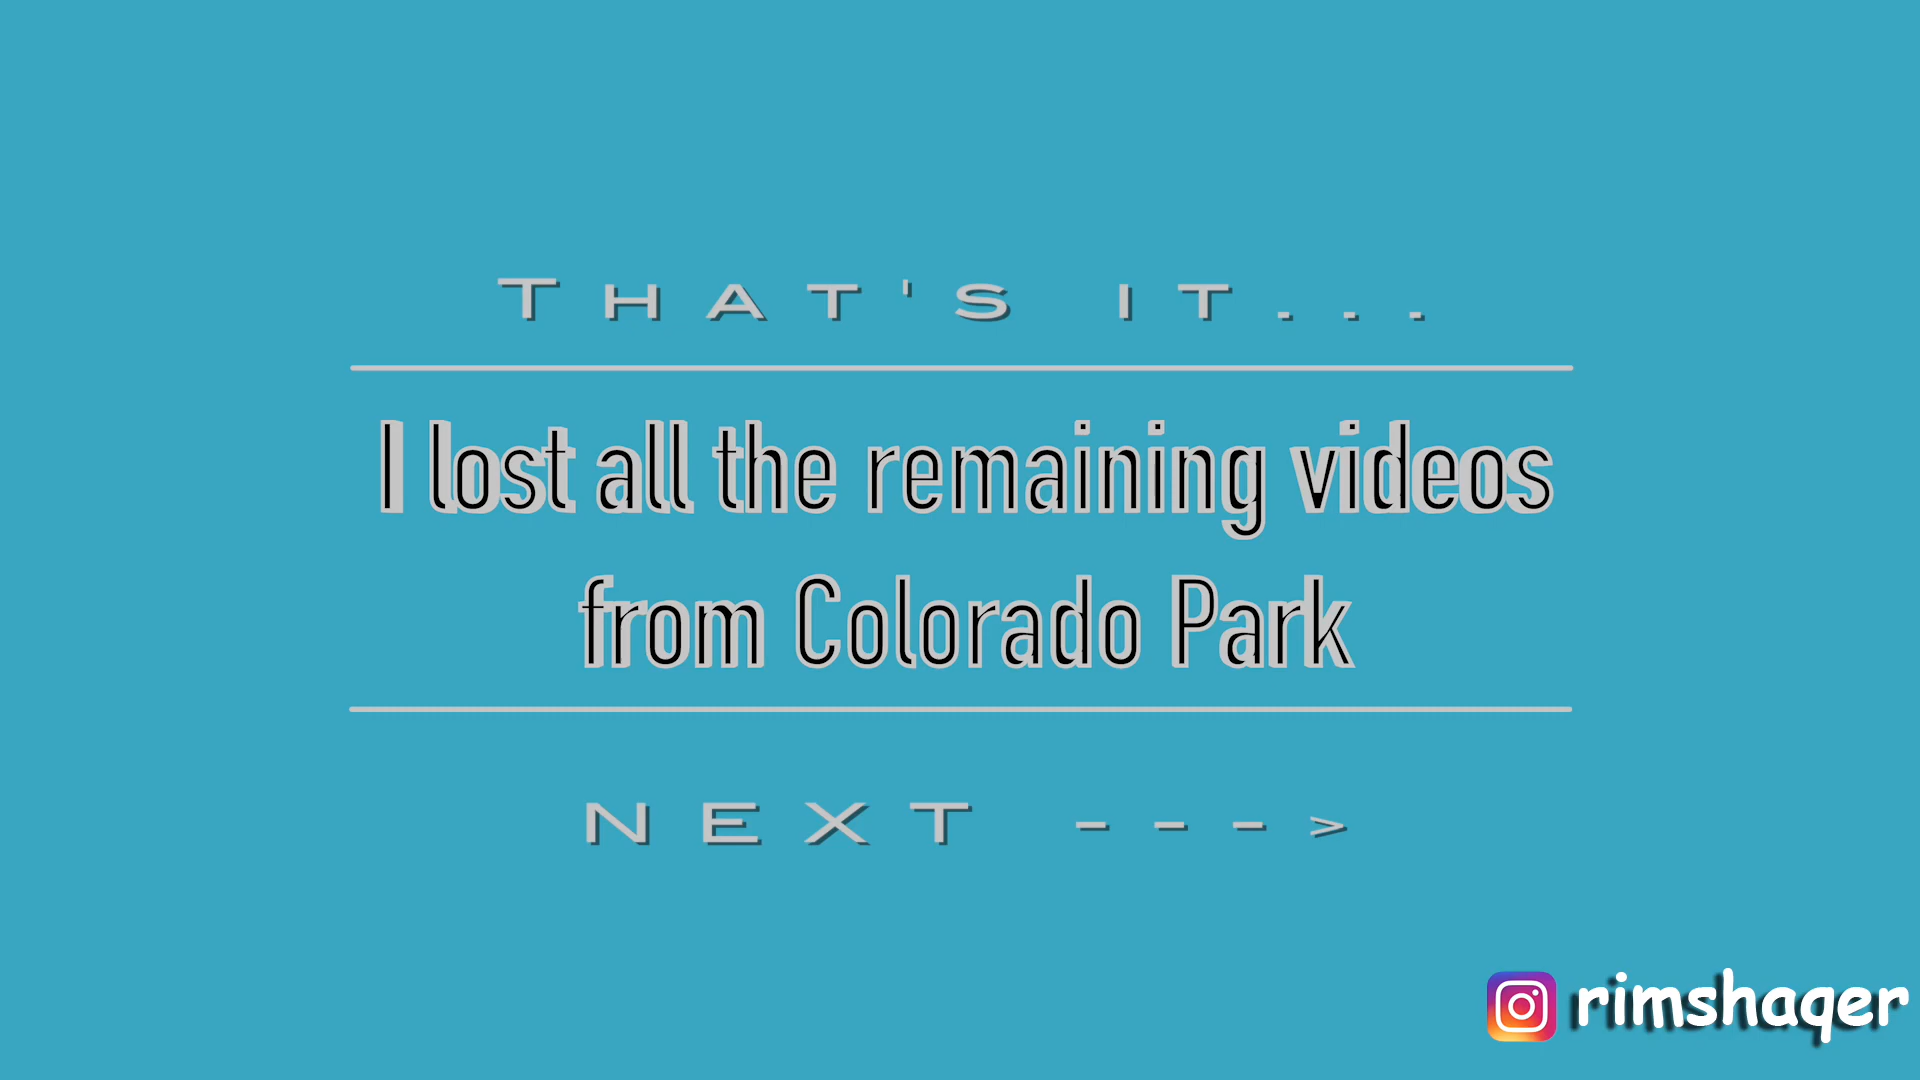 THAT'S IT...
I lost all the remaining videos
from Colorado Park
NEXT --->
rimshaqer